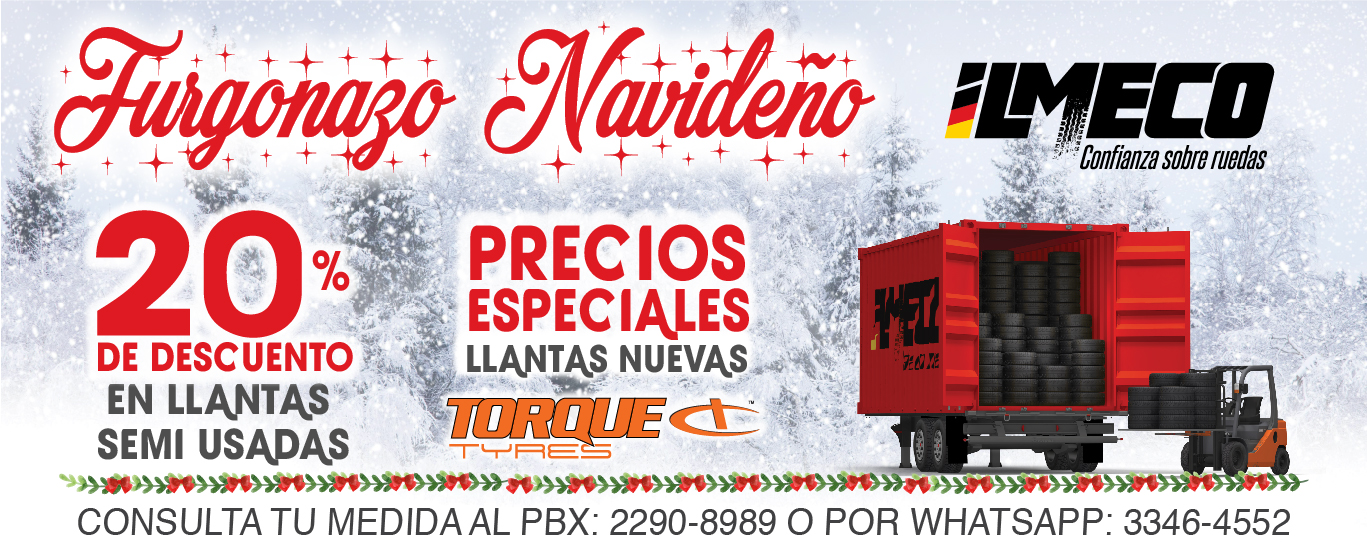 Furgonazo Navideño
iLMECO
Confianza sobre ruedas
20%
DE DESCUENTO
EN LLANTAS
SEMI USADAS
PRECIOS
ESPECIALES
LLANTAS NUEVAS
TORQUE
TYRES
TM
CONSULTA TU MEDIDA AL PBX: 2290-8989 O POR WHATSAPP: 3346-4552